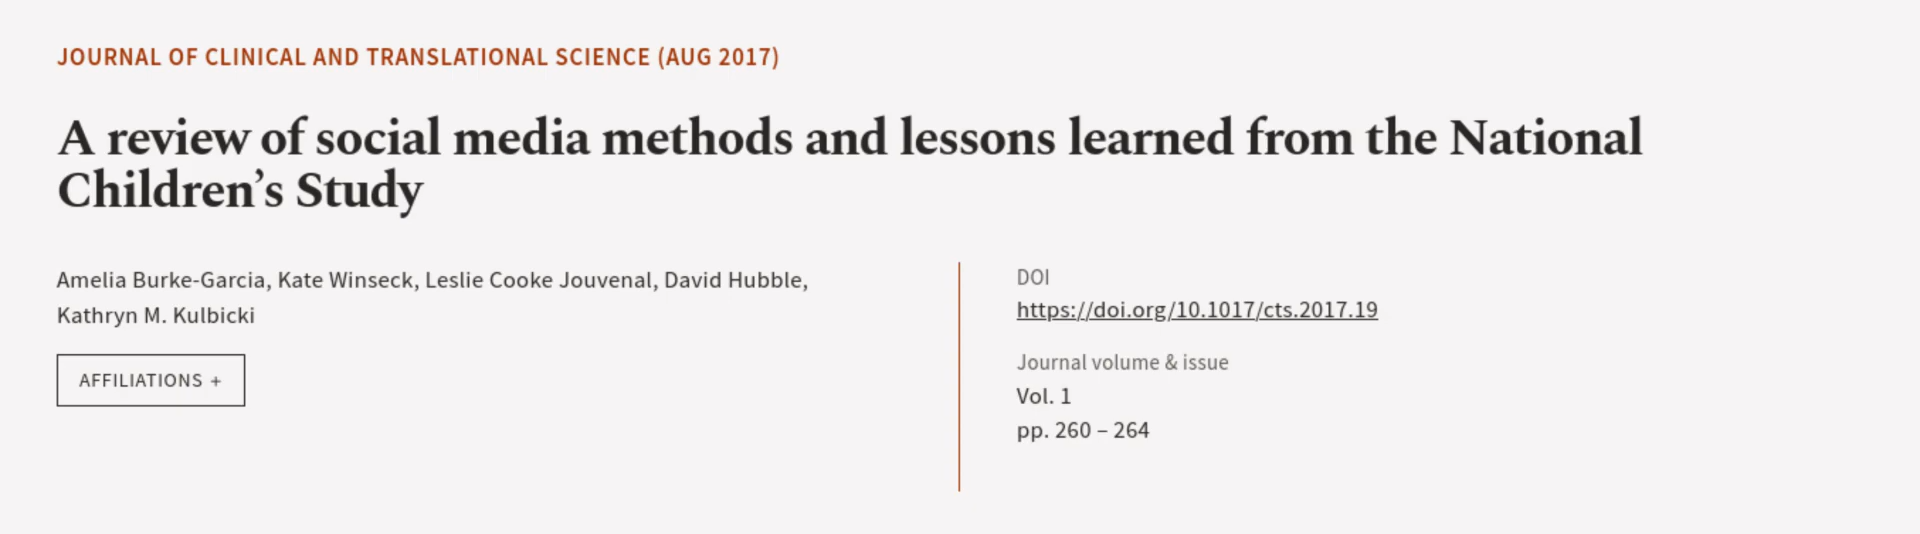 JOURNAL OF CLINICAL AND TRANSLATIONAL SCIENCE (AUG 2017)
A review of social media methods and lessons learned from the National
Children’s Study
Amelia Burke-Garcia, Kate Winseck, Leslie Cooke Jouvenal, David Hubble,
Kathryn M. Kulbicki
AFFILIATIONS +
DOI
https://doi.org/10.1017/cts.2017.19
Journal volume & issue
Vol. 1
pp. 260 – 264